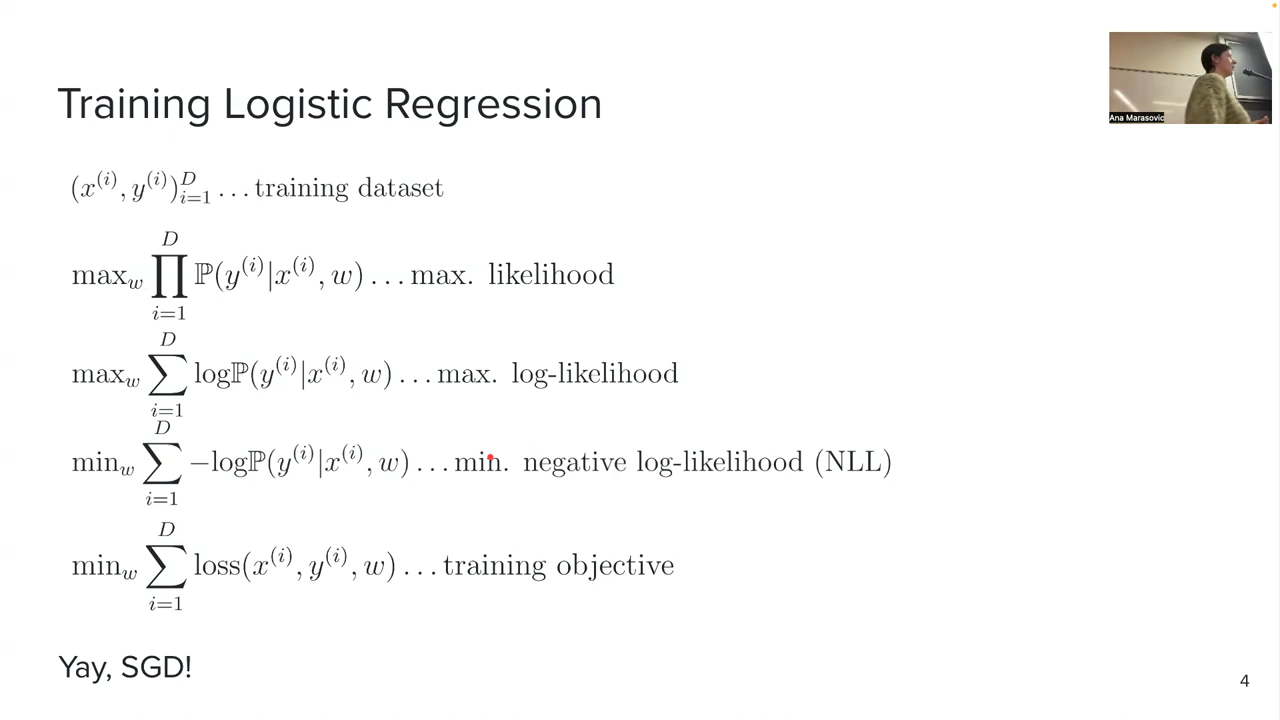 Training Logistic Regression
Ana Marasovic
(x^{(i)}, y^{(i)})_{i=1}^{D} ... training dataset
max_w ∏_{i=1}^{D} ℙ(y^{(i)}|x^{(i)}, w) ... max. likelihood
max_w ∑_{i=1}^{D} logℙ(y^{(i)}|x^{(i)}, w) ... max. log-likelihood
min_w ∑_{i=1}^{D} −logℙ(y^{(i)}|x^{(i)}, w) ... min. negative log-likelihood (NLL)
min_w ∑_{i=1}^{D} loss(x^{(i)}, y^{(i)}, w) ... training objective
Yay, SGD!
4